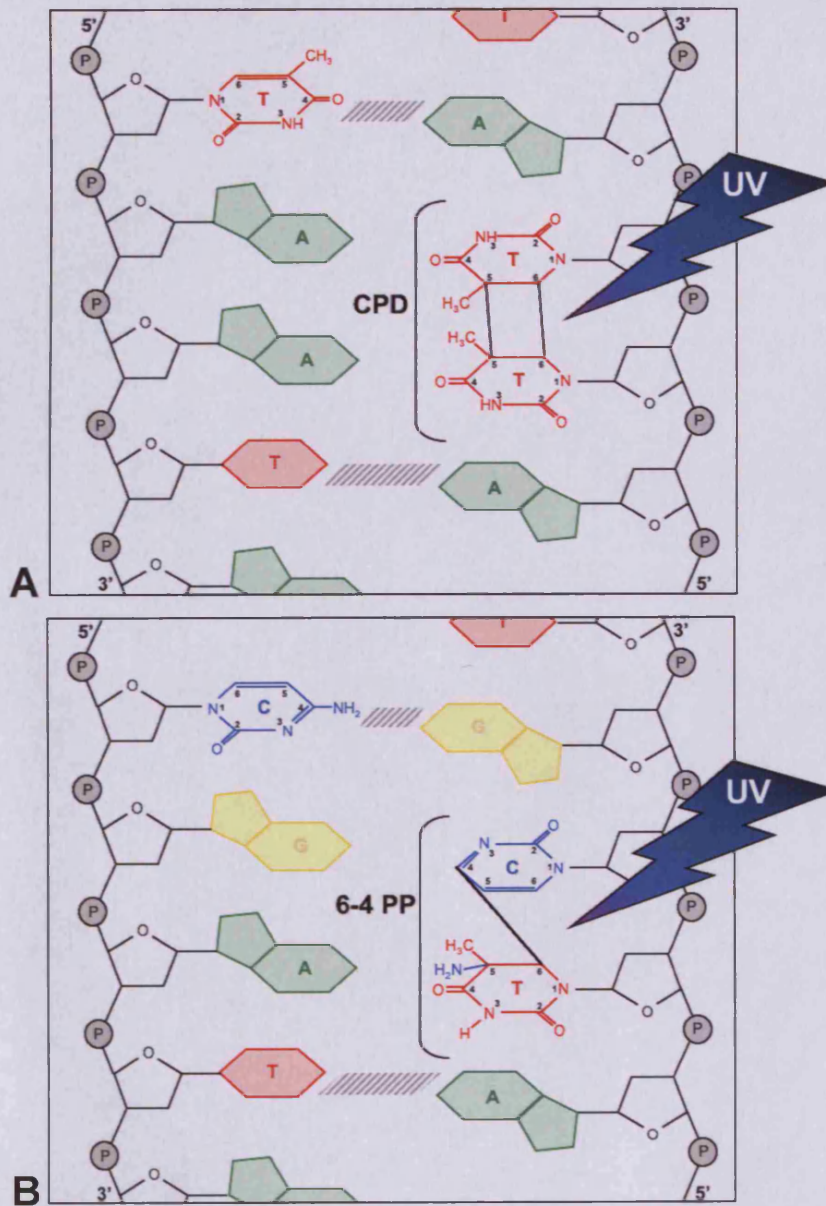 5' T 3'
P O O P
CH₃
6 5
N 1 T 4 O
2 3
O NH
A
P O O P
UV
O
NH 3 2
A O 4 T 1 N
5 6
CPD H₃C
P O P
H₃C
5 6
A O 4 T 1 N
3
HN 2 O
P O O P
T A
P O O P
A 3' 5'
5' T 3'
P O O P
6 5
N 1 C 4 NH₂ G
2 3
O N
P O O P
UV
O
N 3 2
G 4 C 1 N
5 6
6-4 PP
P O P
H₃C
H₂N 5 6
A O 4 T 1 N
N 3 2
H O
P O O P
T A
P O O P
B 3' 5'